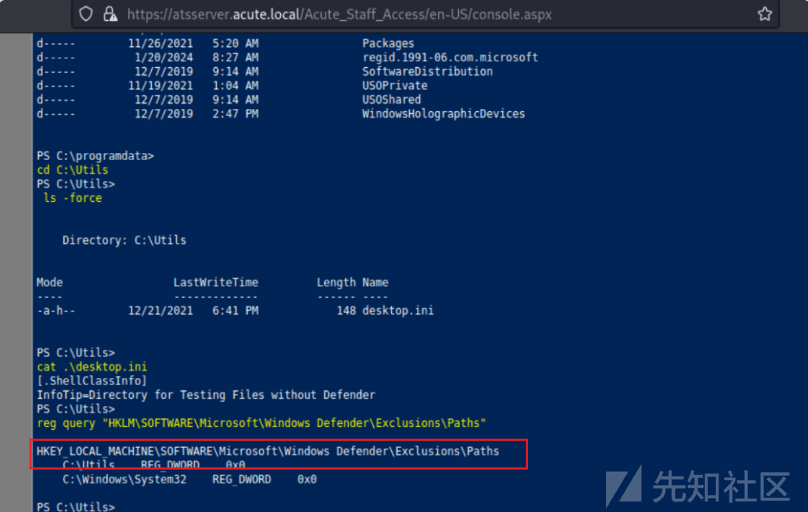 https://atsserver.acute.local/Acute_Staff_Access/en-US/console.aspx
d----- 11/26/2021 5:20 AM Packages
d----- 1/20/2024 8:27 AM regid.1991-06.com.microsoft
d----- 12/7/2019 9:14 AM SoftwareDistribution
d----- 11/19/2021 1:04 AM USOPrivate
d----- 12/7/2019 9:14 AM USOShared
d----- 12/7/2019 2:47 PM WindowsHolographicDevices
PS C:\programdata>
cd C:\Utils
PS C:\Utils>
ls -force
Directory: C:\Utils
Mode LastWriteTime Length Name
---- ------------- ------ ----
-a-h-- 12/21/2021 6:41 PM 148 desktop.ini
PS C:\Utils>
cat .\desktop.ini
[.ShellClassInfo]
InfoTip=Directory for Testing Files without Defender
PS C:\Utils>
reg query "HKLM\SOFTWARE\Microsoft\Windows Defender\Exclusions\Paths"
HKEY_LOCAL_MACHINE\SOFTWARE\Microsoft\Windows Defender\Exclusions\Paths
C:\Utils REG_DWORD 0x0
C:\Windows\System32 REG_DWORD 0x0
PS C:\Utils>
先知社区